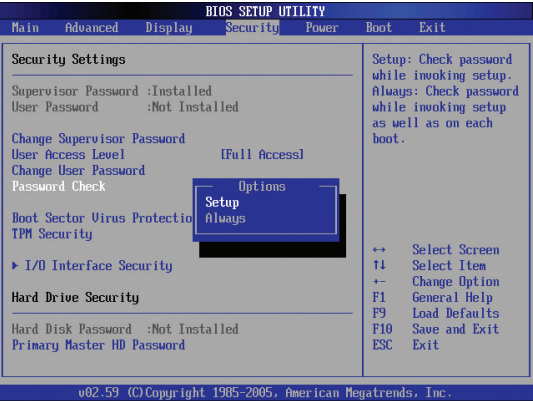 BIOS SETUP UTILITY
Main Advanced Display Security Power Boot Exit
Security Settings
Supervisor Password :Installed
User Password :Not Installed
Change Supervisor Password
User Access Level [Full Access]
Change User Password
Password Check
Boot Sector Virus Protectio
TPM Security
I/O Interface Security
Hard Drive Security
Hard Disk Password :Not Installed
Primary Master HD Password
Options
Setup
Always
Setup: Check password
while invoking setup.
Always: Check password
while invoking setup
as well as on each
boot.
↔ Select Screen
↑↓ Select Item
+- Change Option
F1 General Help
F9 Load Defaults
F10 Save and Exit
ESC Exit
v02.59 (C)Copyright 1985-2005, American Megatrends, Inc.